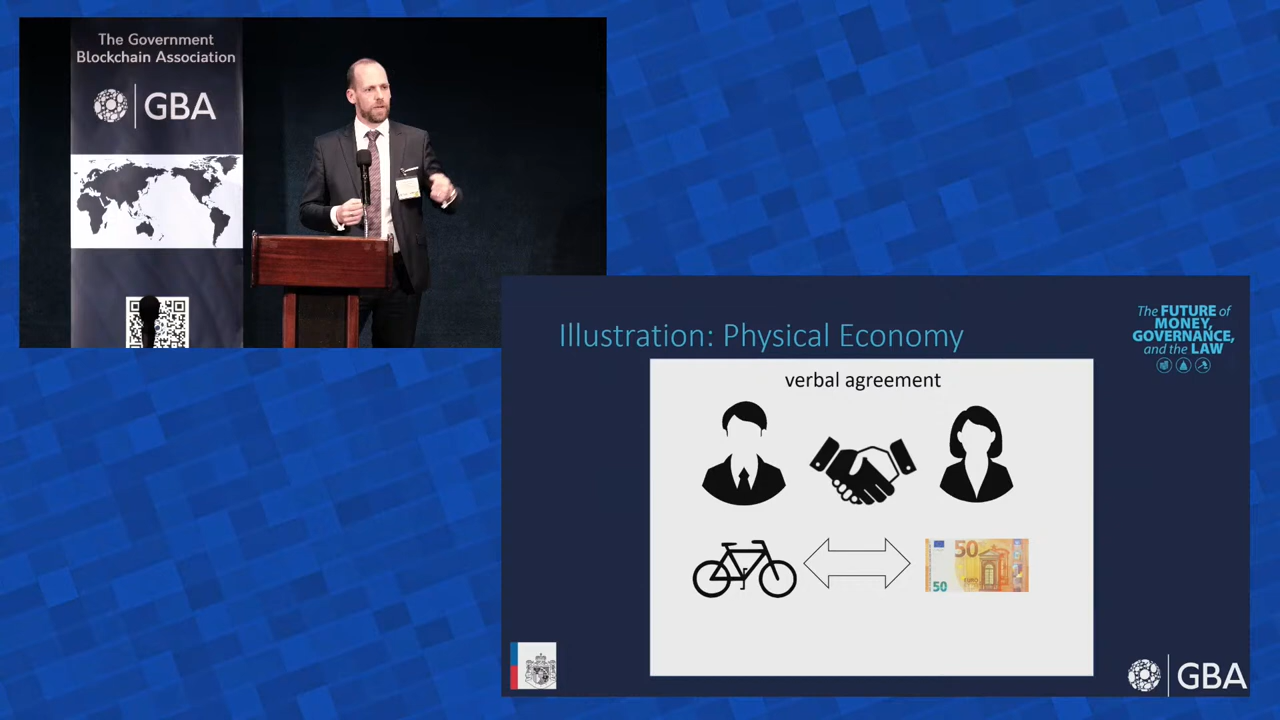 The Government
Blockchain Association
GBA
Illustration: Physical Economy
The FUTURE of
MONEY,
GOVERNANCE,
and the LAW
verbal agreement
50
50
EURO
GBA